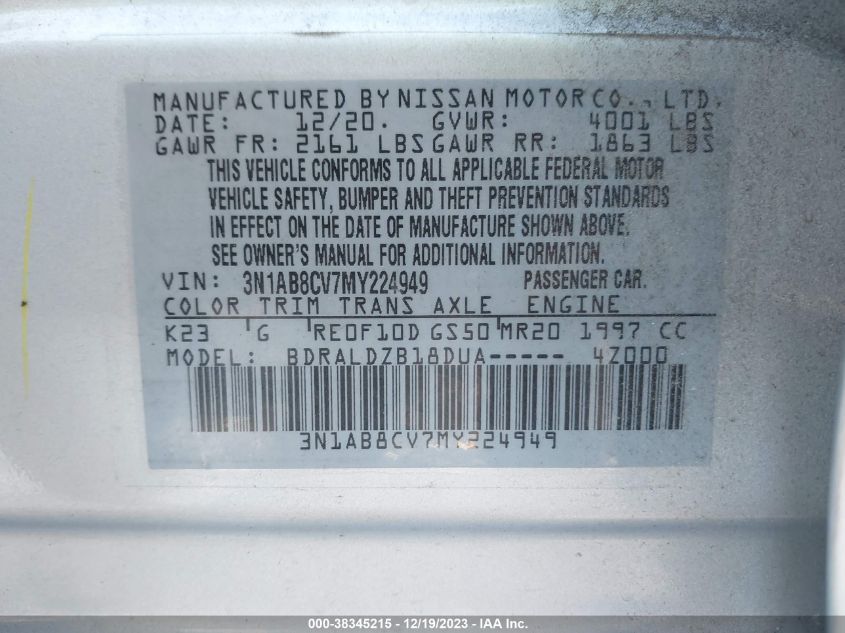 MANUFACTURED BY NISSAN MOTOR CO., LTD.
DATE: 12/20. GVWR: 4001 LBS
GAWR FR: 2161 LBS GAWR RR: 1863 LBS
THIS VEHICLE CONFORMS TO ALL APPLICABLE FEDERAL MOTOR
VEHICLE SAFETY, BUMPER AND THEFT PREVENTION STANDARDS
IN EFFECT ON THE DATE OF MANUFACTURE SHOWN ABOVE.
SEE OWNER'S MANUAL FOR ADDITIONAL INFORMATION.
VIN: 3N1AB8CV7MY224949 PASSENGER CAR.
COLOR TRIM TRANS AXLE ENGINE
K23 G RE0F10D GS50 MR20 1997 CC
MODEL: BDRALDZB18DUA----- 4Z000
3N1AB8CV7MY224949
000-38345215 - 12/19/2023 - IAA Inc.